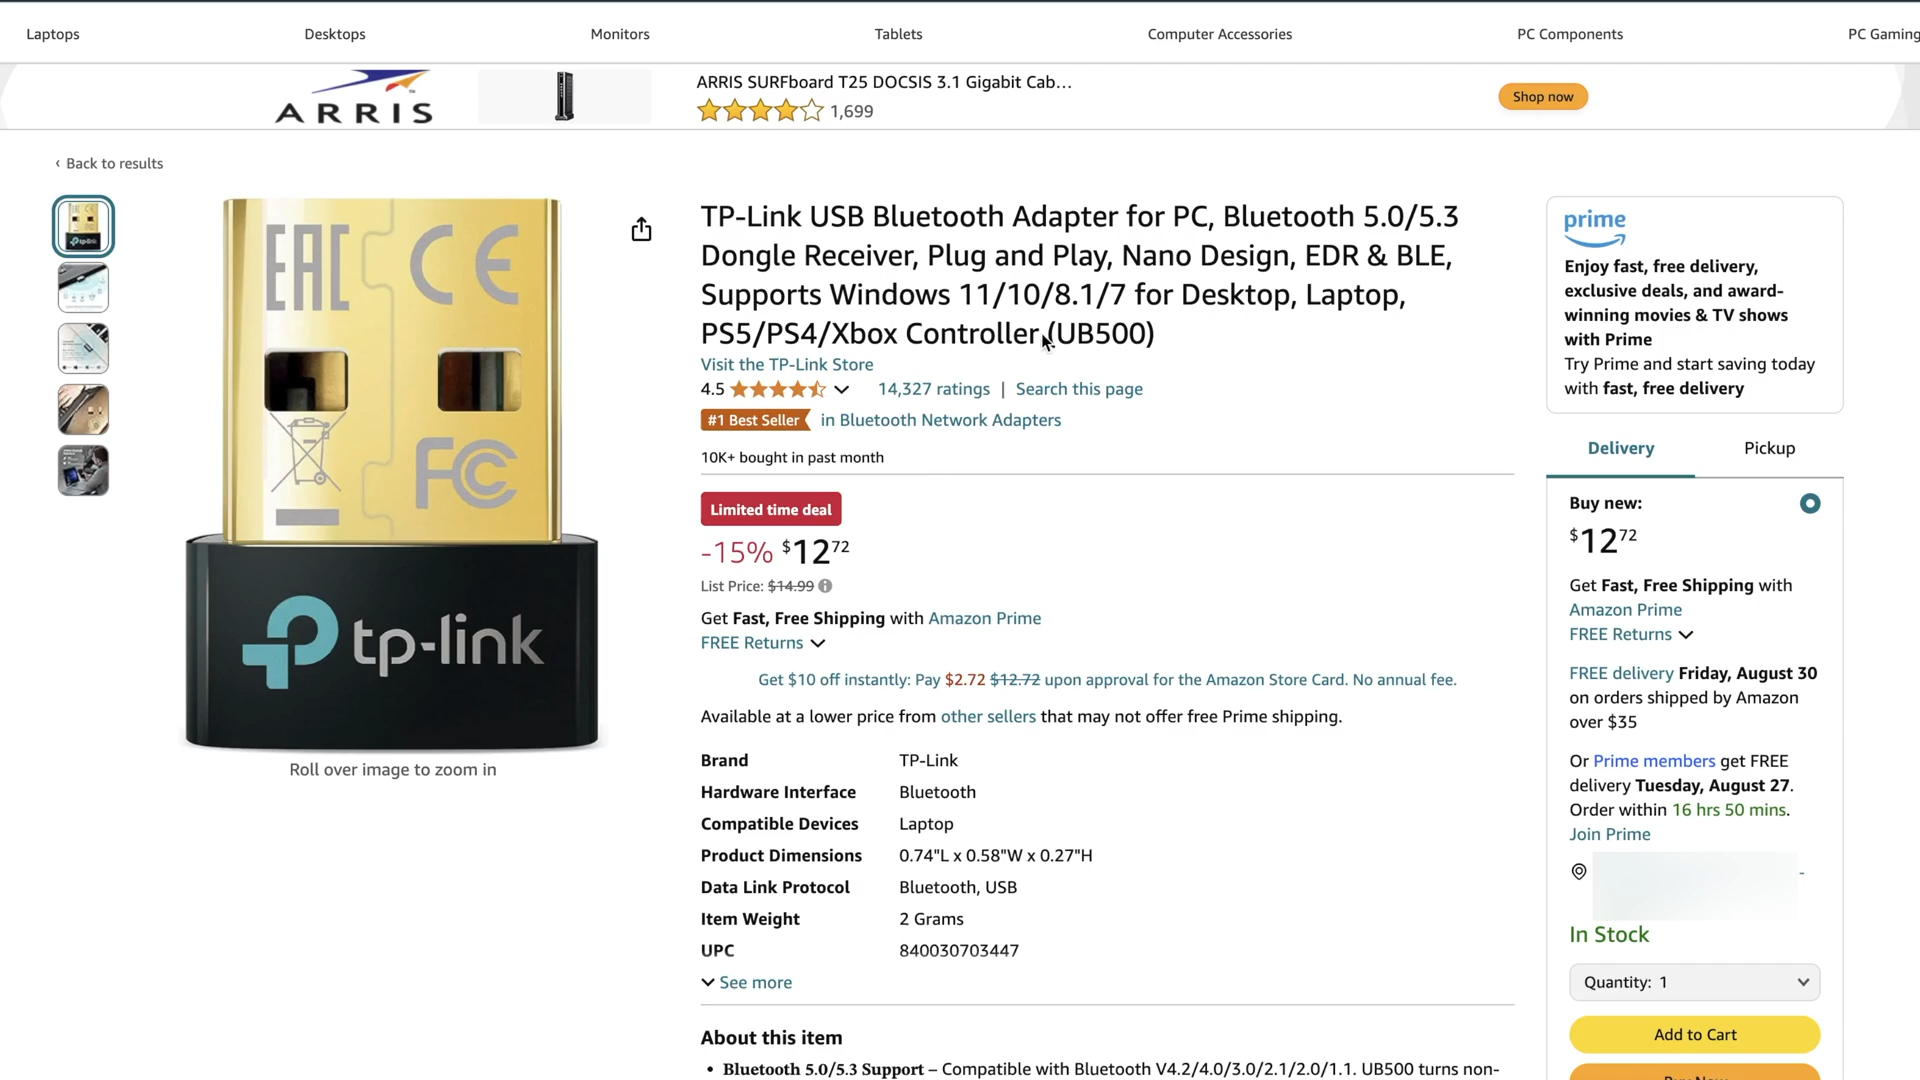 Laptops
Desktops
Monitors
Tablets
Computer Accessories
PC Components
PC Gaming
ARRIS
ARRIS SURFboard T25 DOCSIS 3.1 Gigabit Cab…
1,699
Shop now
‹ Back to results
EAC CE
FC
tp-link
Roll over image to zoom in
TP-Link USB Bluetooth Adapter for PC, Bluetooth 5.0/5.3
Dongle Receiver, Plug and Play, Nano Design, EDR & BLE,
Supports Windows 11/10/8.1/7 for Desktop, Laptop,
PS5/PS4/Xbox Controller (UB500)
Visit the TP-Link Store
4.5
14,327 ratings | Search this page
#1 Best Seller in Bluetooth Network Adapters
10K+ bought in past month
Limited time deal
-15% $12 72
List Price: $14.99
Get Fast, Free Shipping with Amazon Prime
FREE Returns
Get $10 off instantly: Pay $2.72 $12.72 upon approval for the Amazon Store Card. No annual fee.
Available at a lower price from other sellers that may not offer free Prime shipping.
Brand TP-Link
Hardware Interface Bluetooth
Compatible Devices Laptop
Product Dimensions 0.74"L x 0.58"W x 0.27"H
Data Link Protocol Bluetooth, USB
Item Weight 2 Grams
UPC 840030703447
See more
About this item
• Bluetooth 5.0/5.3 Support – Compatible with Bluetooth V4.2/4.0/3.0/2.1/2.0/1.1. UB500 turns non-
prime
Enjoy fast, free delivery,
exclusive deals, and award-
winning movies & TV shows
with Prime
Try Prime and start saving today
with fast, free delivery
Delivery
Pickup
Buy new:
$12 72
Get Fast, Free Shipping with
Amazon Prime
FREE Returns
FREE delivery Friday, August 30
on orders shipped by Amazon
over $35
Or Prime members get FREE
delivery Tuesday, August 27.
Order within 16 hrs 50 mins.
Join Prime
In Stock
Quantity: 1
Add to Cart